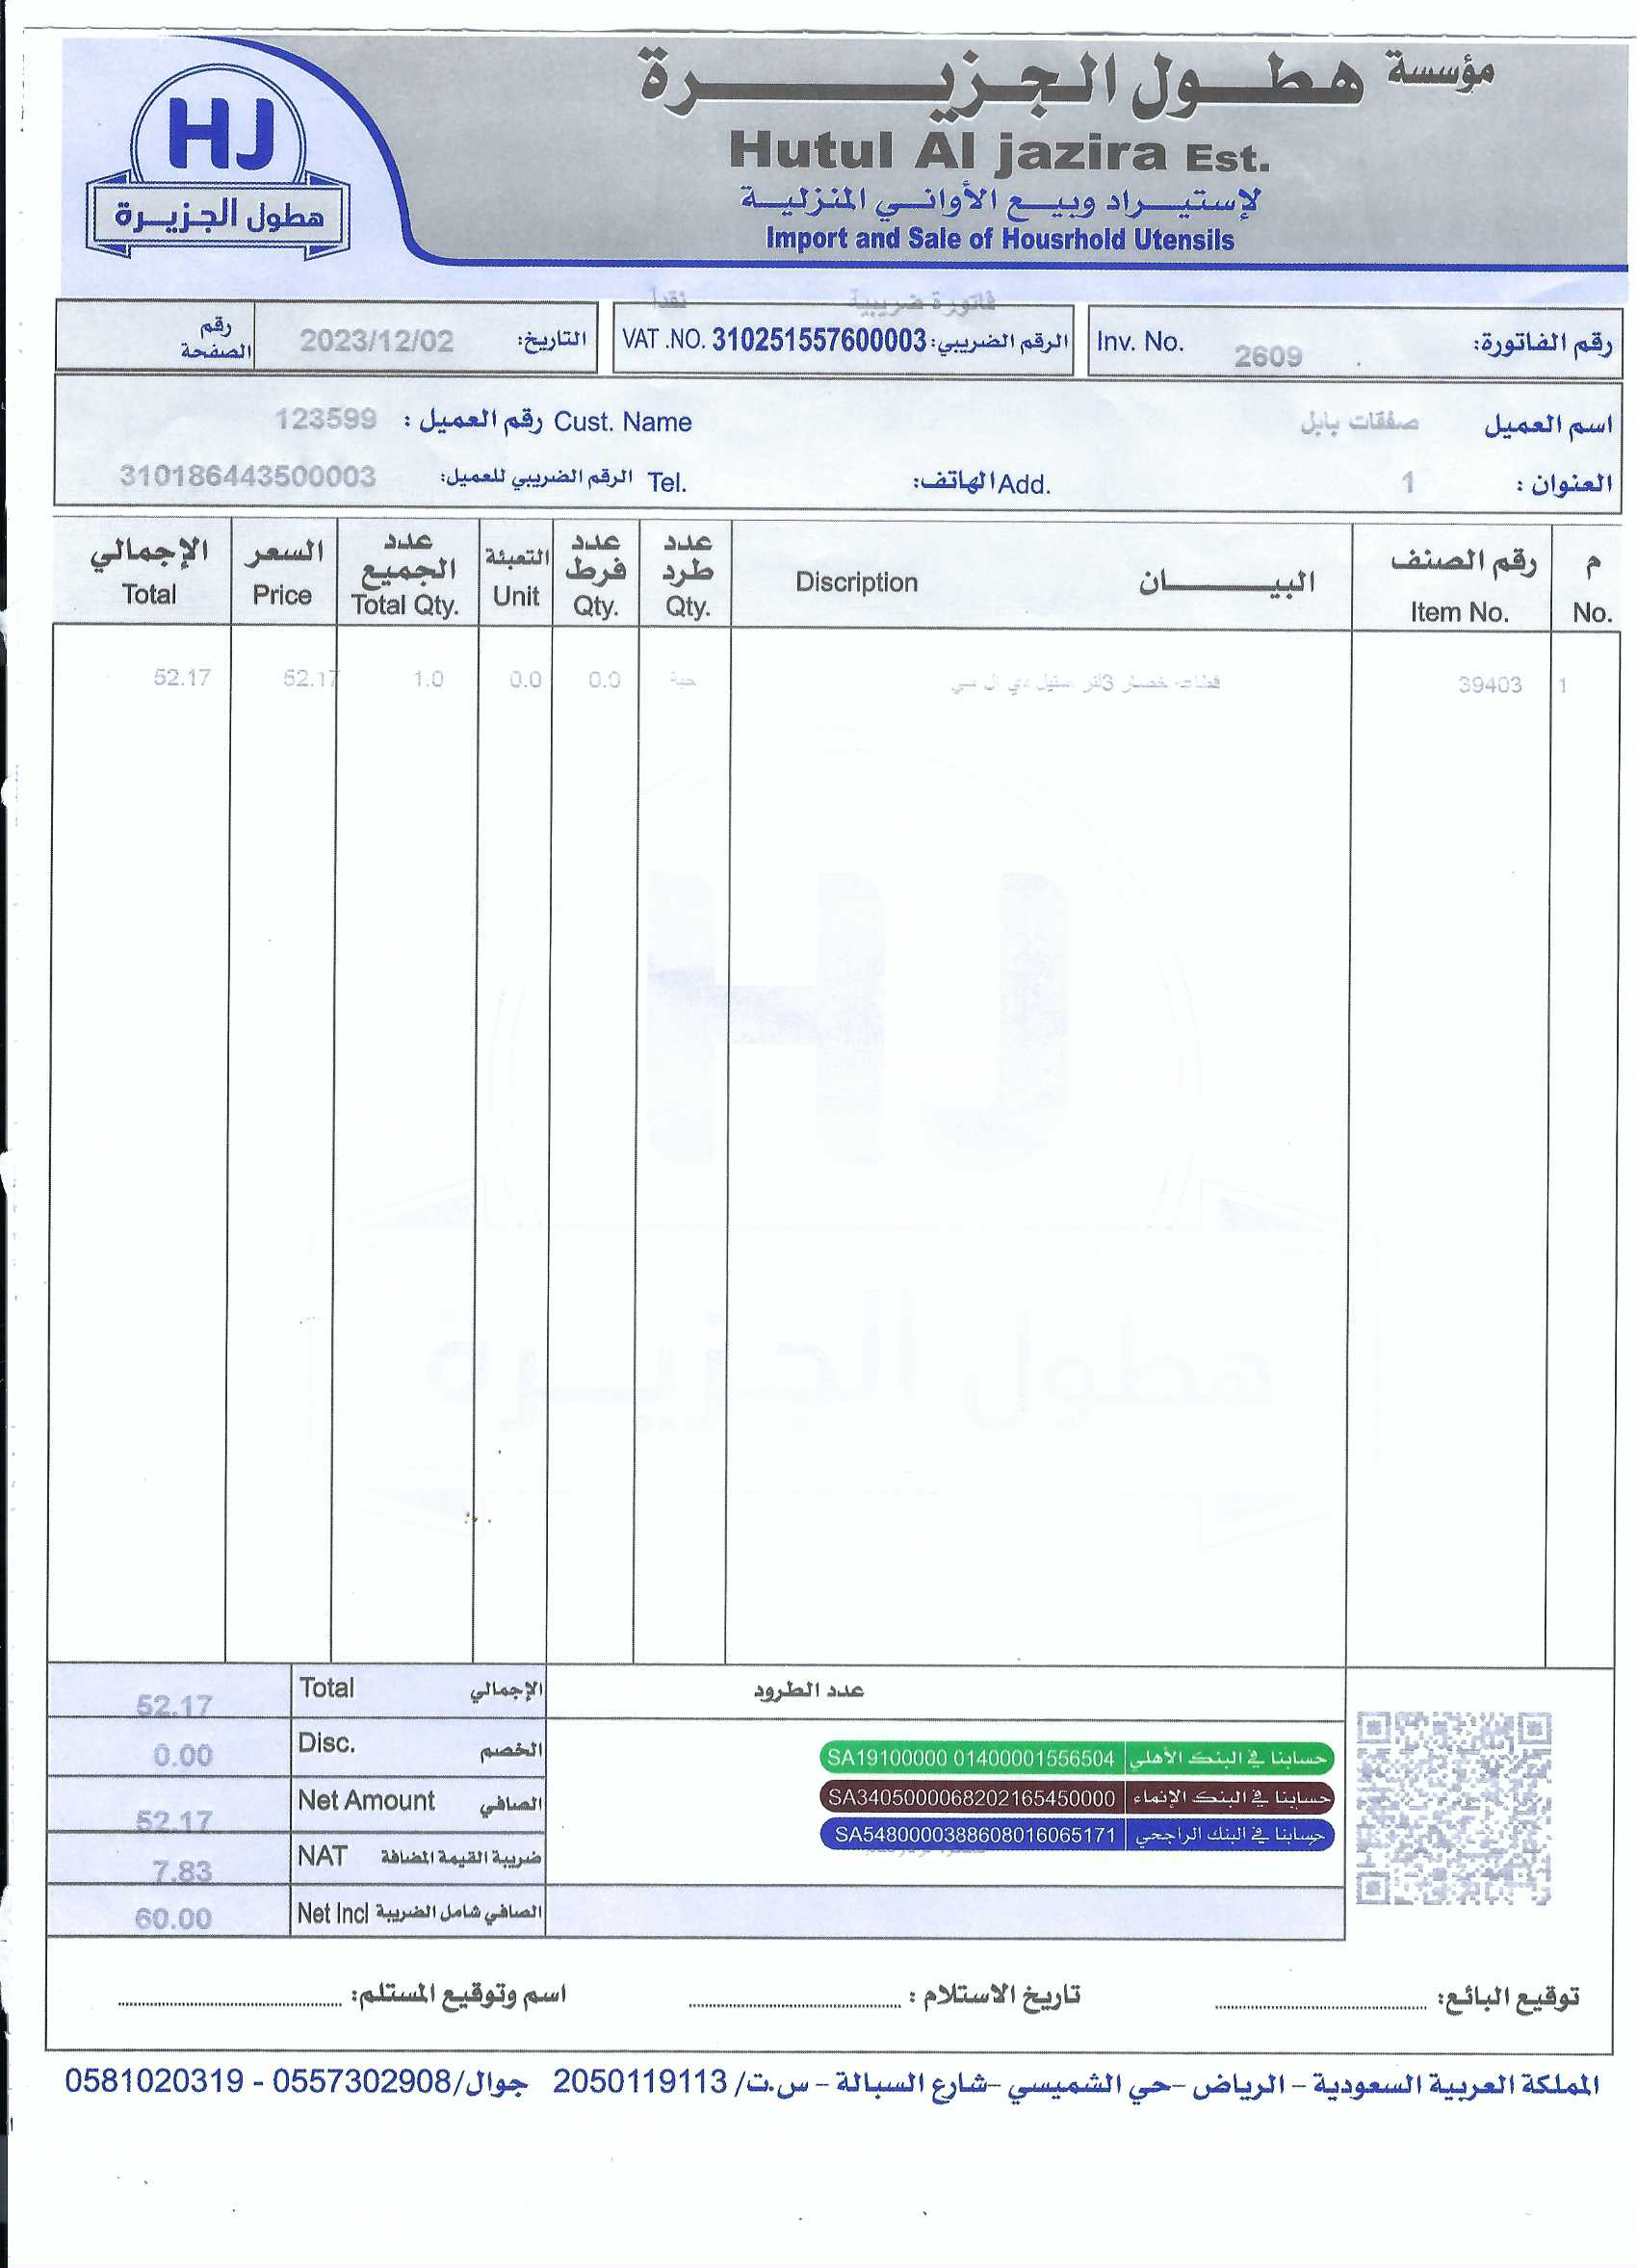 HJ
هطول الجزيرة
مؤسسة هطول الجزيرة
Hutul Al jazira Est.
لإستيراد وبيع الأواني المنزلية
Import and Sale of Housrhold Utensils
فاتورة ضريبية نقداً
رقم الفاتورة: 2609 Inv. No.
الرقم الضريبي: VAT .NO. 310251557600003
التاريخ: 2023/12/02
رقم الصفحة
اسم العميل صفقات بابل Cust. Name رقم العميل : 123599
العنوان : 1 Add. الهاتف: Tel. الرقم الضريبي للعميل: 310186443500003
م رقم الصنف البيان Discription عدد طرد عدد فرط التعبئة عدد الجميع السعر الإجمالي
No. Item No. Qty. Qty. Unit Total Qty. Price Total
1 39403 خضار 3لفر ستيل دي ال سي حبة 0.0 0.0 1.0 52.17 52.17
هطول الجزيرة
عدد الطرود
الإجمالي Total 52.17
الخصم Disc. 0.00
الصافي Net Amount 52.17
ضريبة القيمة المضافة NAT 7.83
الصافي شامل الضريبة Net Incl 60.00
حسابنا في البنك الأهلي SA19100000 01400001556504
حسابنا في البنك الإنماء SA3405000068202165450000
حسابنا في البنك الراجحي SA5480000388608016065171
توقيع البائع: تاريخ الاستلام : اسم وتوقيع المستلم:
المملكة العربية السعودية – الرياض –حي الشميسي –شارع السبالة – س.ت/ 2050119113 جوال/0557302908 - 0581020319